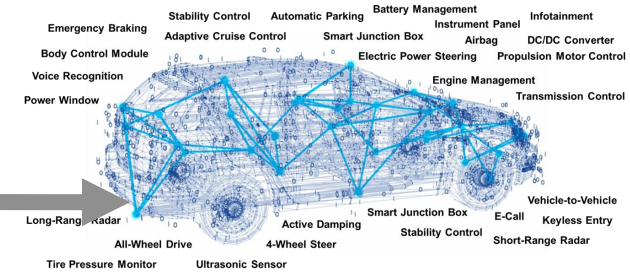 Stability Control
Automatic Parking
Battery Management
Infotainment
Emergency Braking
Instrument Panel
Adaptive Cruise Control
Smart Junction Box
Airbag
DC/DC Converter
Body Control Module
Electric Power Steering
Propulsion Motor Control
Voice Recognition
Engine Management
Power Window
Transmission Control
Vehicle-to-Vehicle
Smart Junction Box
E-Call
Long-Range Radar
Active Damping
Keyless Entry
Stability Control
All-Wheel Drive
4-Wheel Steer
Short-Range Radar
Tire Pressure Monitor
Ultrasonic Sensor